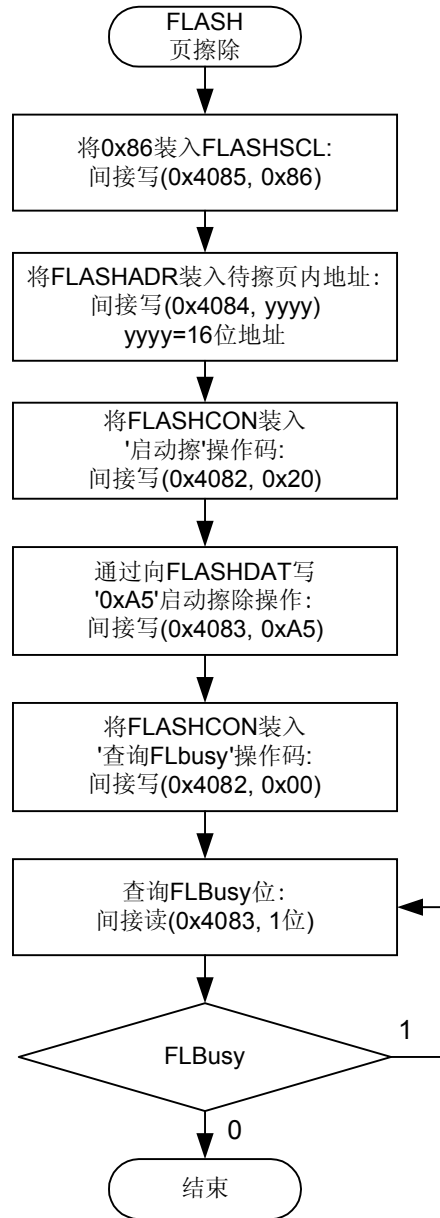 FLASH
页擦除
将0x86装入FLASHSCL:
间接写(0x4085, 0x86)
将FLASHADR装入待擦页内地址:
间接写(0x4084, yyyy)
yyyy=16位地址
将FLASHCON装入
'启动擦'操作码:
间接写(0x4082, 0x20)
通过向FLASHDAT写
'0xA5'启动擦除操作:
间接写(0x4083, 0xA5)
将FLASHCON装入
'查询FLbusy'操作码:
间接写(0x4082, 0x00)
查询FLBusy位:
间接读(0x4083, 1位)
FLBusy
1
0
结束